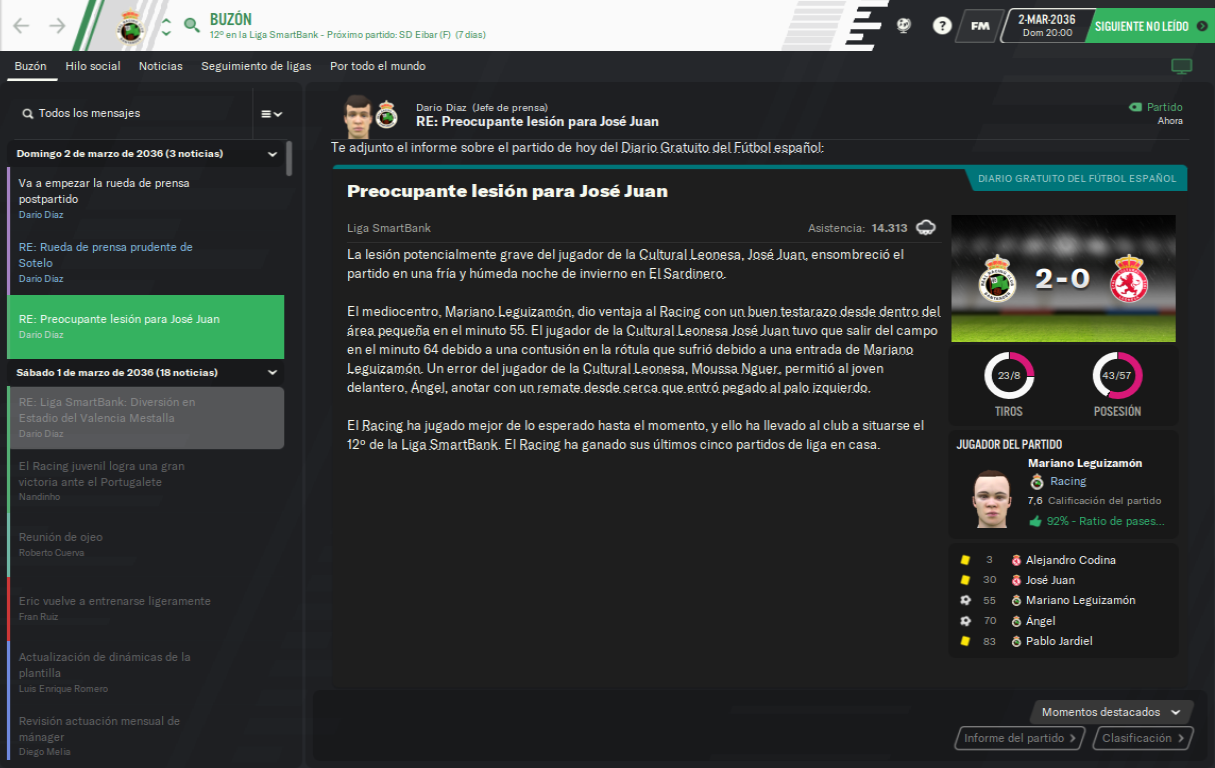 BUZÓN
12º en la Liga SmartBank - Próximo partido: SD Eibar (F) (7 días)
?
FM
2-MAR-2036
Dom 20:00
SIGUIENTE NO LEÍDO
Buzón
Hilo social
Noticias
Seguimiento de ligas
Por todo el mundo
Todos los mensajes
Domingo 2 de marzo de 2036 (3 noticias)
Va a empezar la rueda de prensa
postpartido
Darío Díaz
RE: Rueda de prensa prudente de
Sotelo
Darío Díaz
RE: Preocupante lesión para José Juan
Darío Díaz
Sábado 1 de marzo de 2036 (18 noticias)
RE: Liga SmartBank: Diversión en
Estadio del Valencia Mestalla
Darío Díaz
El Racing juvenil logra una gran
victoria ante el Portugalete
Nandinho
Reunión de ojeo
Roberto Cuerva
Eric vuelve a entrenarse ligeramente
Fran Ruiz
Actualización de dinámicas de la
plantilla
Luis Enrique Romero
Revisión actuación mensual de
mánager
Diego Melia
Darío Díaz (Jefe de prensa)
RE: Preocupante lesión para José Juan
Partido
Ahora
Te adjunto el informe sobre el partido de hoy del Diario Gratuito del Fútbol español:
DIARIO GRATUITO DEL FÚTBOL ESPAÑOL
Preocupante lesión para José Juan
Liga SmartBank
Asistencia: 14.313
La lesión potencialmente grave del jugador de la Cultural Leonesa, José Juan, ensombreció el
partido en una fría y húmeda noche de invierno en El Sardinero.
El mediocentro, Mariano Leguizamón, dio ventaja al Racing con un buen testarazo desde dentro del
área pequeña en el minuto 55. El jugador de la Cultural Leonesa José Juan tuvo que salir del campo
en el minuto 64 debido a una contusión en la rótula que sufrió debido a una entrada de Mariano
Leguizamón. Un error del jugador de la Cultural Leonesa, Moussa Nguer, permitió al joven
delantero, Ángel, anotar con un remate desde cerca que entró pegado al palo izquierdo.
El Racing ha jugado mejor de lo esperado hasta el momento, y ello ha llevado al club a situarse el
12º de la Liga SmartBank. El Racing ha ganado sus últimos cinco partidos de liga en casa.
2-0
23/8
TIROS
43/57
POSESIÓN
JUGADOR DEL PARTIDO
Mariano Leguizamón
Racing
7,6 Calificación del partido
92% - Ratio de pases...
3 Alejandro Codina
30 José Juan
55 Mariano Leguizamón
70 Ángel
83 Pablo Jardiel
Momentos destacados
Informe del partido
Clasificación